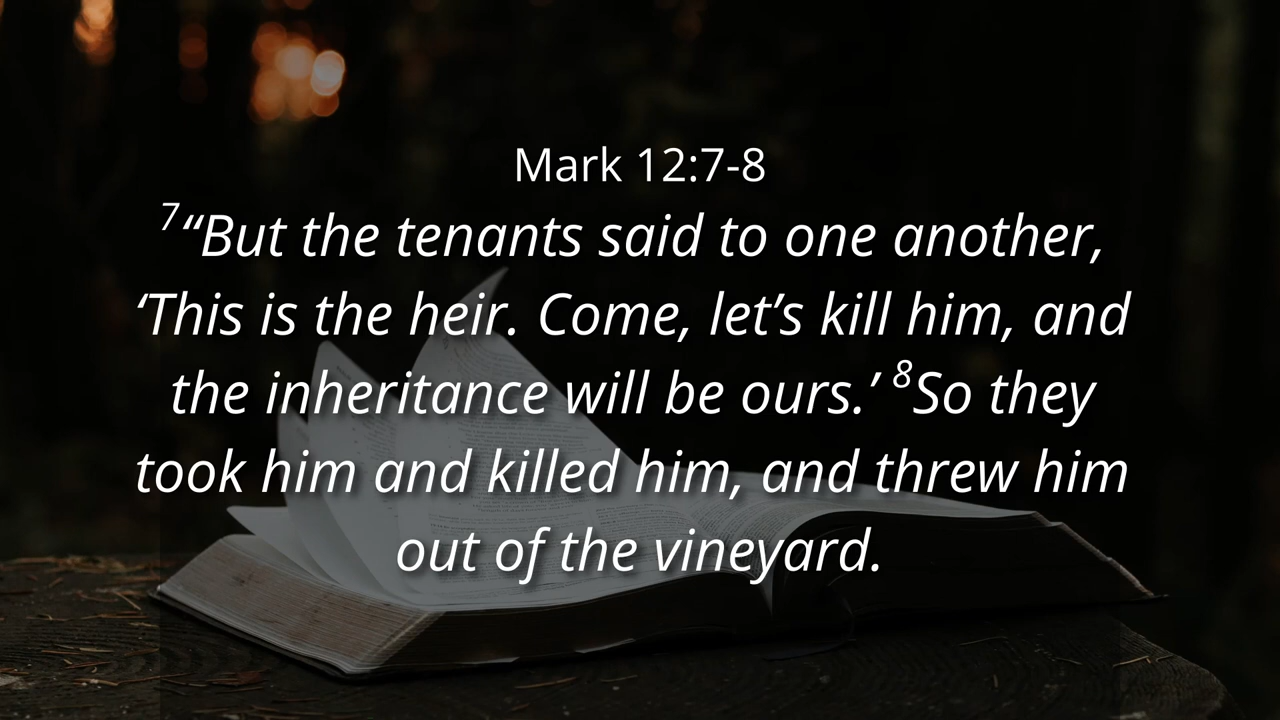 Mark 12:7-8
⁷“But the tenants said to one another,
‘This is the heir. Come, let’s kill him, and
the inheritance will be ours.’ ⁸So they
took him and killed him, and threw him
out of the vineyard.